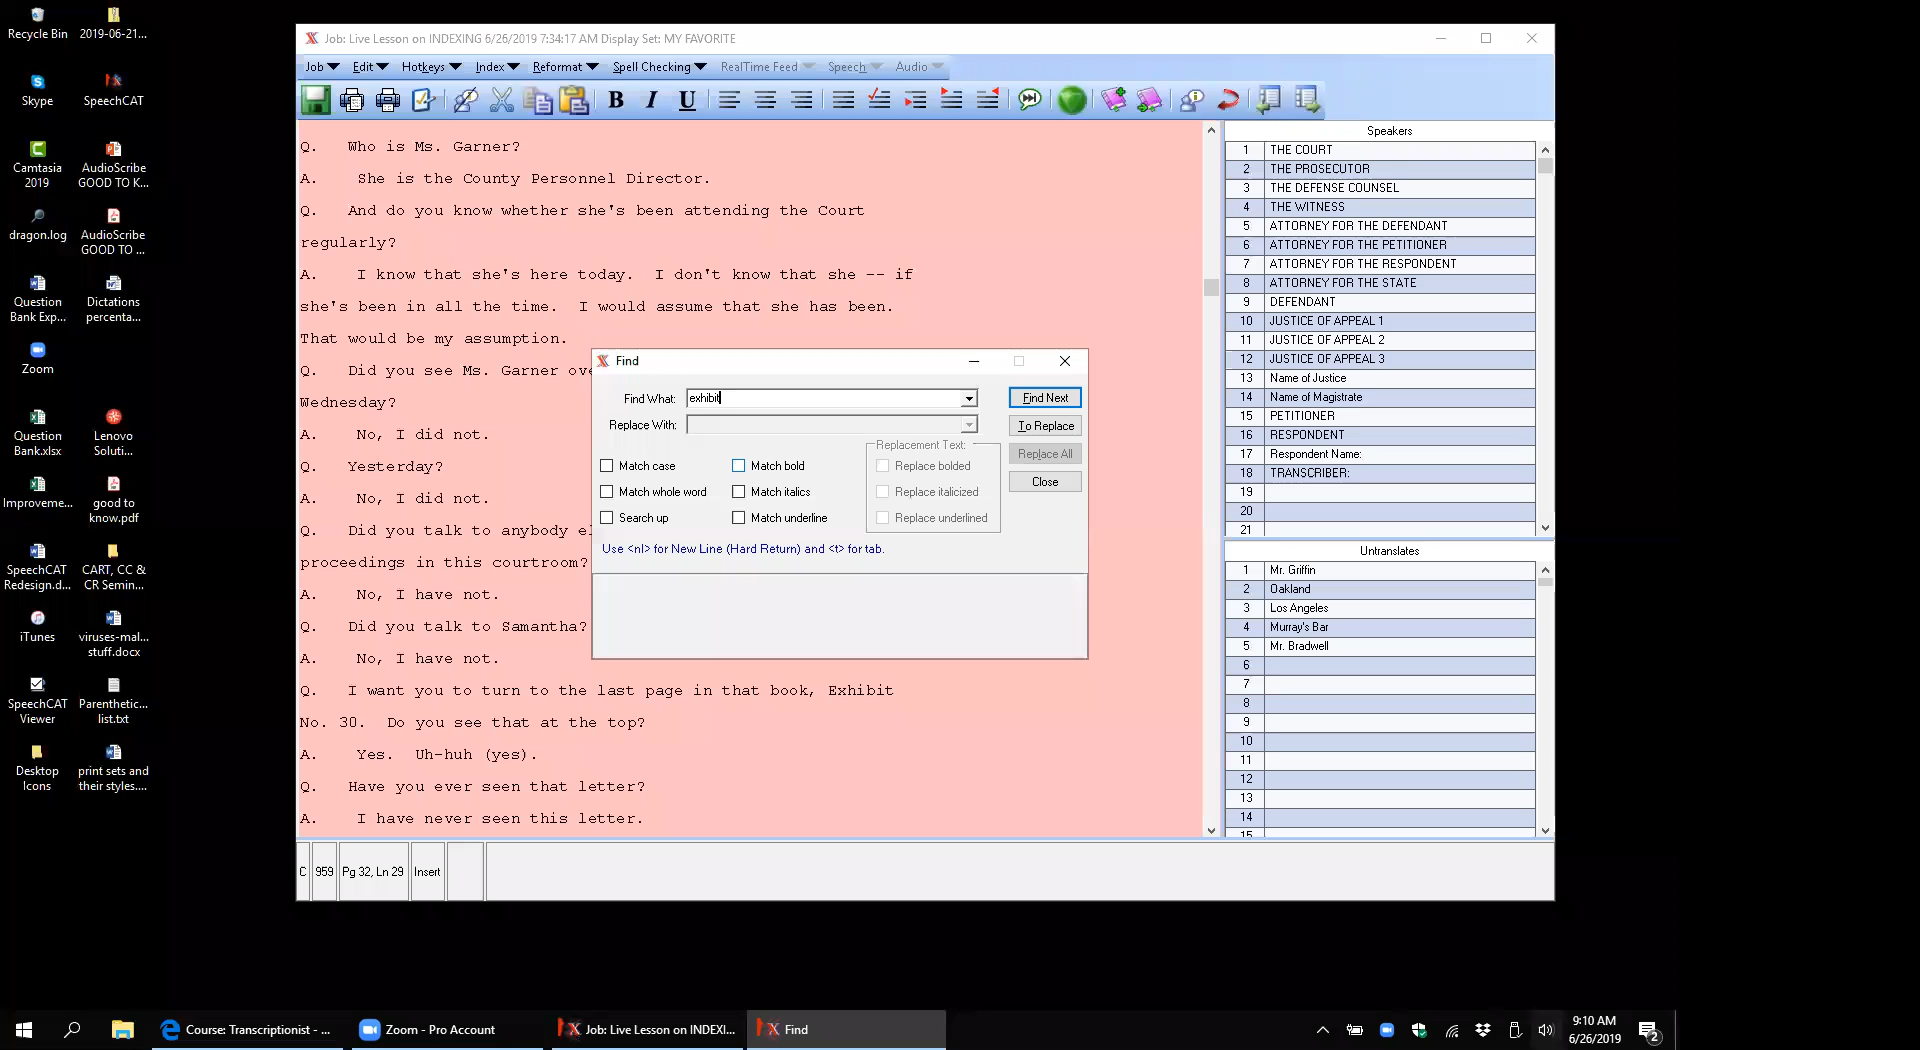 Recycle Bin
2019-06-21...
Skype
SpeechCAT
Camtasia
2019
AudioScribe
GOOD TO K...
dragon.log
AudioScribe
GOOD TO ...
Question
Bank Exp...
Dictations
percenta...
Zoom
Question
Bank.xlsx
Lenovo
Soluti...
Improveme...
good to
know.pdf
SpeechCAT
Redesign.d...
CART, CC &
CR Semin...
iTunes
viruses-mal...
stuff.docx
SpeechCAT
Viewer
Parenthetic...
list.txt
Desktop
Icons
print sets and
their styles....
Job: Live Lesson on INDEXING 6/26/2019 7:34:17 AM Display Set: MY FAVORITE
Job Edit Hotkeys Index Reformat Spell Checking RealTime Feed Speech Audio
B I U
Q. Who is Ms. Garner?
A. She is the County Personnel Director.
Q. And do you know whether she's been attending the Court
regularly?
A. I know that she's here today. I don't know that she -- if
she's been in all the time. I would assume that she has been.
That would be my assumption.
Q. Did you see Ms. Garner ove
Wednesday?
A. No, I did not.
Q. Yesterday?
A. No, I did not.
Q. Did you talk to anybody el
proceedings in this courtroom?
A. No, I have not.
Q. Did you talk to Samantha?
A. No, I have not.
Q. I want you to turn to the last page in that book, Exhibit
No. 30. Do you see that at the top?
A. Yes. Uh-huh (yes).
Q. Have you ever seen that letter?
A. I have never seen this letter.
Find
Find What: exhibit
Find Next
Replace With:
To Replace
Replacement Text:
Replace All
Match case
Match bold
Replace bolded
Close
Match whole word
Match italics
Replace italicized
Search up
Match underline
Replace underlined
Use <nl> for New Line (Hard Return) and <t> for tab.
Speakers
1 THE COURT
2 THE PROSECUTOR
3 THE DEFENSE COUNSEL
4 THE WITNESS
5 ATTORNEY FOR THE DEFENDANT
6 ATTORNEY FOR THE PETITIONER
7 ATTORNEY FOR THE RESPONDENT
8 ATTORNEY FOR THE STATE
9 DEFENDANT
10 JUSTICE OF APPEAL 1
11 JUSTICE OF APPEAL 2
12 JUSTICE OF APPEAL 3
13 Name of Justice
14 Name of Magistrate
15 PETITIONER
16 RESPONDENT
17 Respondent Name:
18 TRANSCRIBER:
19
20
21
Untranslates
1 Mr. Griffin
2 Oakland
3 Los Angeles
4 Murray's Bar
5 Mr. Bradwell
6
7
8
9
10
11
12
13
14
15
C 959 Pg 32, Ln 29 Insert
Course: Transcriptionist - ...
Zoom - Pro Account
Job: Live Lesson on INDEXI...
Find
9:10 AM
6/26/2019
2